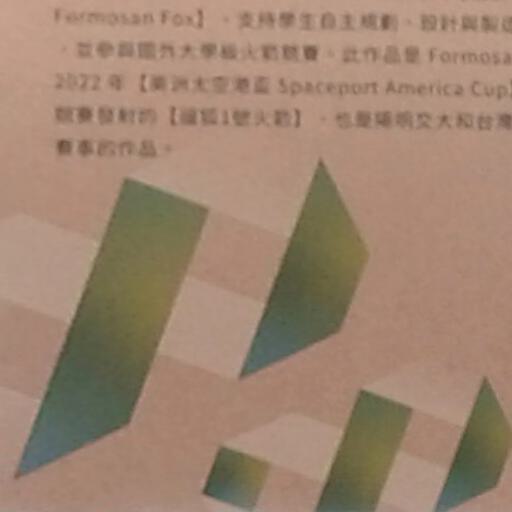 Formosan Fox】，支持學生自主規劃、設計與製造
，並參與國外大學級火箭競賽。此作品是 Formosa
2022 年【美洲太空港盃 Spaceport America Cup】
競賽發射的【遄狐1號火箭】，也是陽明交大和台灣
賽事的作品。